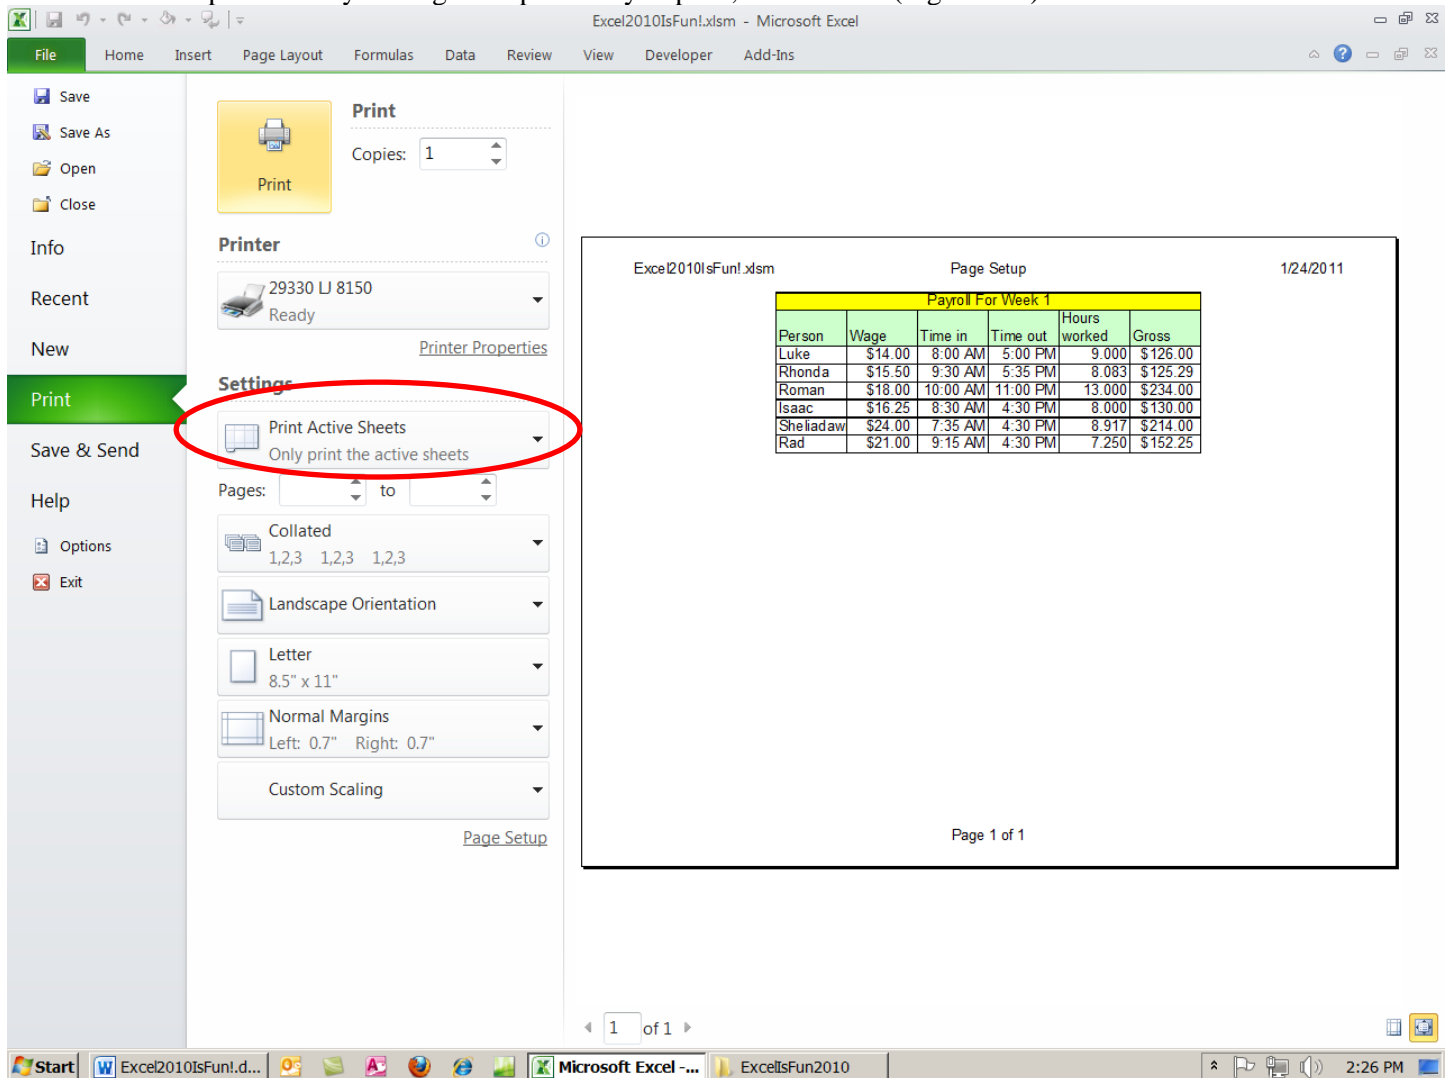 Excel2010IsFun!.xlsm - Microsoft Excel
File Home Insert Page Layout Formulas Data Review View Developer Add-Ins
Save
Save As
Open
Close
Info
Recent
New
Print
Save & Send
Help
Options
Exit
Print
Print
Copies: 1
Printer
29330 LJ 8150
Ready
Printer Properties
Settings
Print Active Sheets
Only print the active sheets
Pages: to
Collated
1,2,3 1,2,3 1,2,3
Landscape Orientation
Letter
8.5" x 11"
Normal Margins
Left: 0.7" Right: 0.7"
Custom Scaling
Page Setup
Excel2010IsFun!.xlsm Page Setup 1/24/2011
Payroll For Week 1
Person Wage Time in Time out Hours worked Gross
Luke $14.00 8:00 AM 5:00 PM 9.000 $126.00
Rhonda $15.50 9:30 AM 5:35 PM 8.083 $125.29
Roman $18.00 10:00 AM 11:00 PM 13.000 $234.00
Isaac $16.25 8:30 AM 4:30 PM 8.000 $130.00
Sheliadaw $24.00 7:35 AM 4:30 PM 8.917 $214.00
Rad $21.00 9:15 AM 4:30 PM 7.250 $152.25
Page 1 of 1
1 of 1
Start Excel2010IsFun!.d... Microsoft Excel -... ExcelIsFun2010 2:26 PM